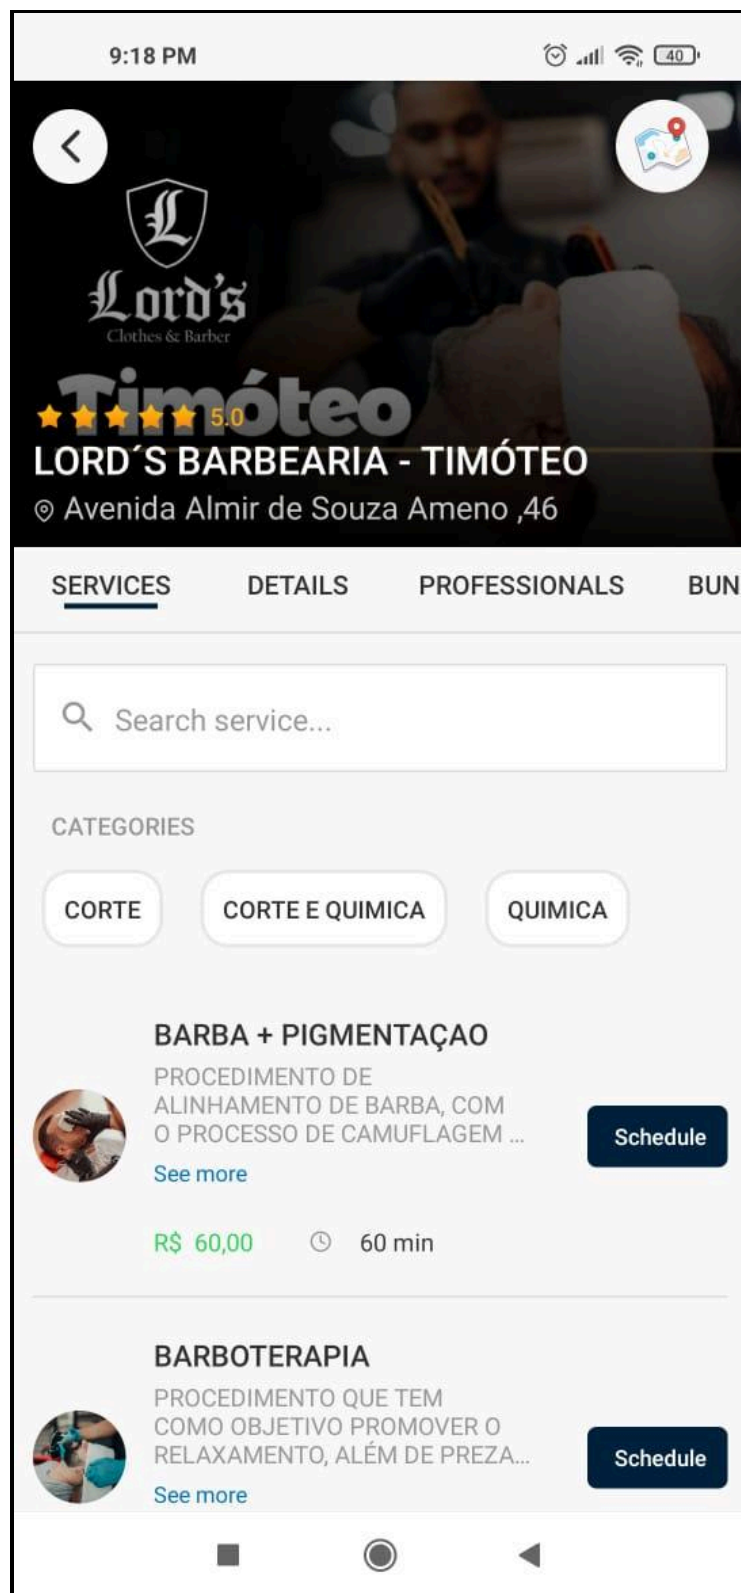 9:18 PM
40
L
Lord's
Clothes & Barber
Timóteo
5.0
LORD´S BARBEARIA - TIMÓTEO
Avenida Almir de Souza Ameno ,46
SERVICES DETAILS PROFESSIONALS BUN
Search service...
CATEGORIES
CORTE CORTE E QUIMICA QUIMICA
BARBA + PIGMENTAÇAO
PROCEDIMENTO DE
ALINHAMENTO DE BARBA, COM
O PROCESSO DE CAMUFLAGEM ...
Schedule
See more
R$ 60,00 60 min
BARBOTERAPIA
PROCEDIMENTO QUE TEM
COMO OBJETIVO PROMOVER O
RELAXAMENTO, ALÉM DE PREZA...
Schedule
See more